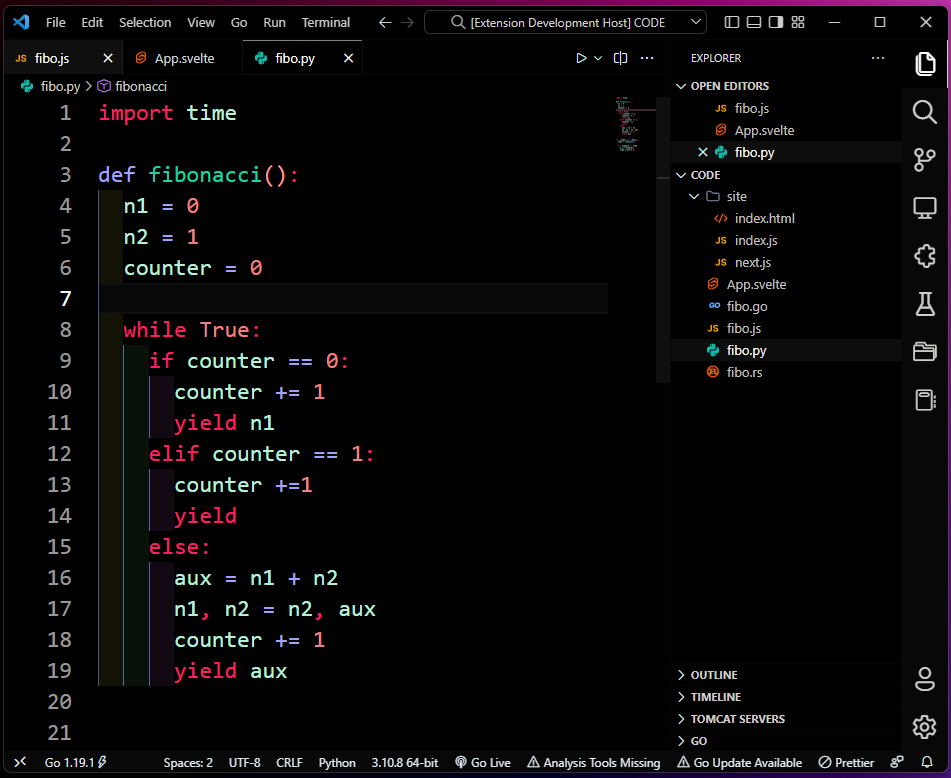 File Edit Selection View Go Run Terminal [Extension Development Host] CODE
JS fibo.js App.svelte fibo.py
fibo.py > fibonacci
1 import time
2
3 def fibonacci():
4 n1 = 0
5 n2 = 1
6 counter = 0
7
8 while True:
9 if counter == 0:
10 counter += 1
11 yield n1
12 elif counter == 1:
13 counter +=1
14 yield
15 else:
16 aux = n1 + n2
17 n1, n2 = n2, aux
18 counter += 1
19 yield aux
20
21
EXPLORER
OPEN EDITORS
JS fibo.js
App.svelte
fibo.py
CODE
site
index.html
JS index.js
JS next.js
App.svelte
GO fibo.go
JS fibo.js
fibo.py
fibo.rs
OUTLINE
TIMELINE
TOMCAT SERVERS
GO
Go 1.19.1 Spaces: 2 UTF-8 CRLF Python 3.10.8 64-bit Go Live Analysis Tools Missing Go Update Available Prettier